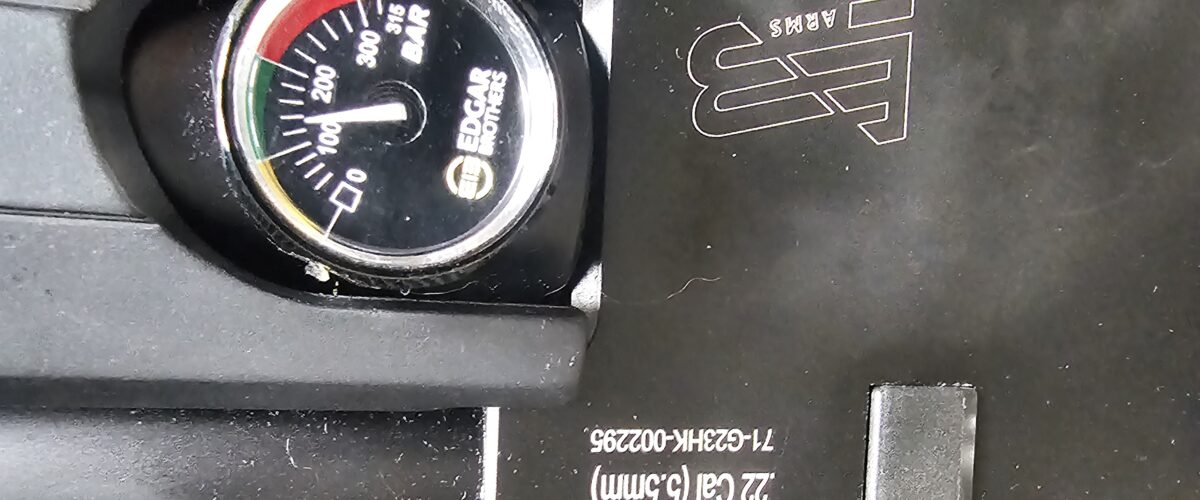 0
100
200
300
315
BAR
EDGAR
BROTHERS
ARMS
.22 Cal (5.5mm)
71-G23HK-002295